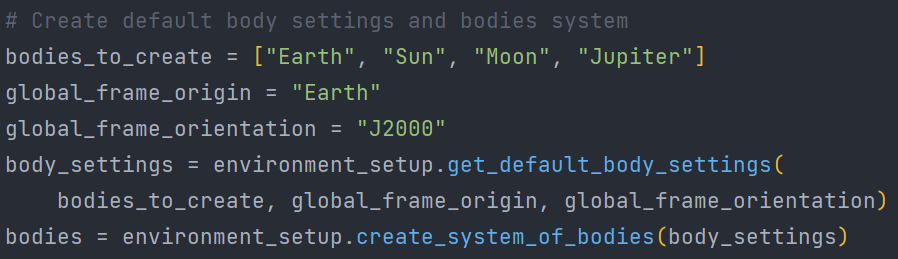 # Create default body settings and bodies system
bodies_to_create = ["Earth", "Sun", "Moon", "Jupiter"]
global_frame_origin = "Earth"
global_frame_orientation = "J2000"
body_settings = environment_setup.get_default_body_settings(
    bodies_to_create, global_frame_origin, global_frame_orientation)
bodies = environment_setup.create_system_of_bodies(body_settings)